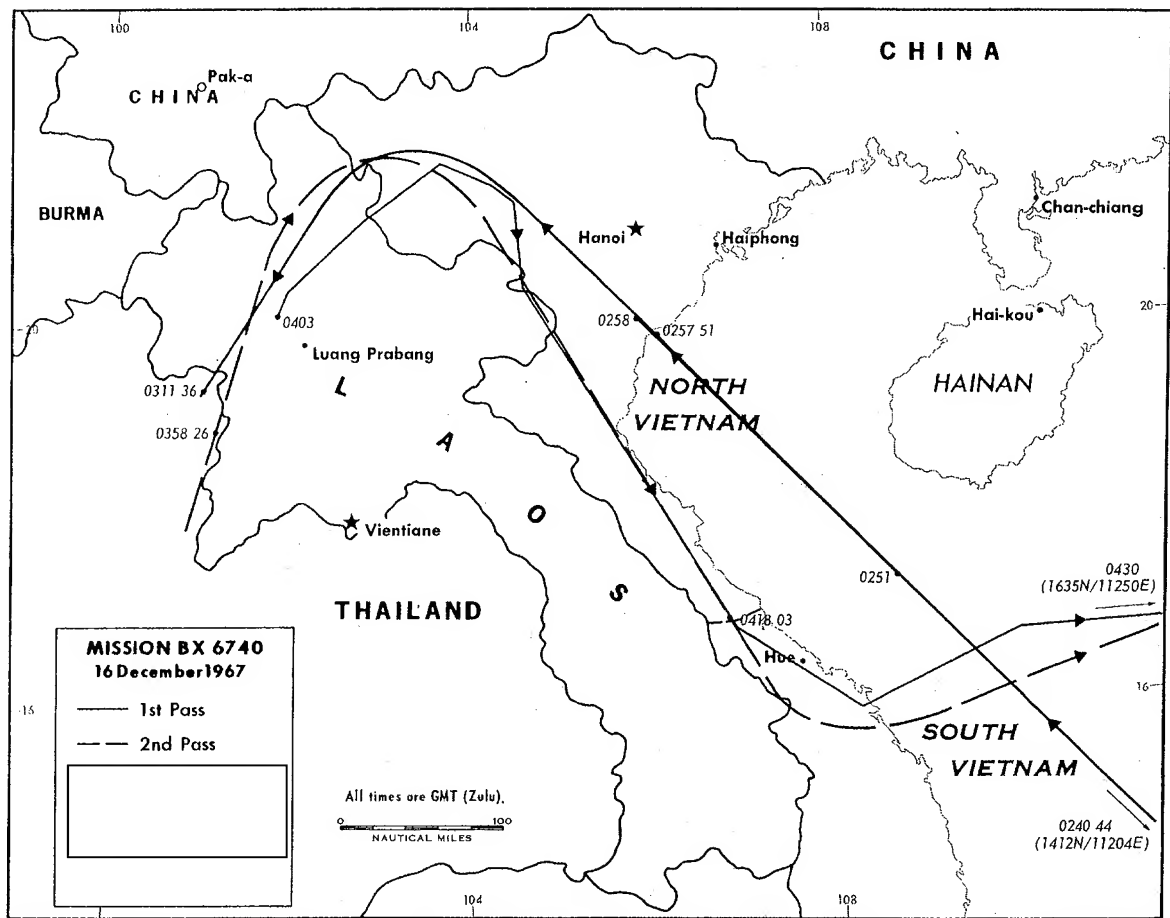 100
104
108
CHINA
Pak-a
CHINA
BURMA
Chan-chiang
Hanoi
Haiphong
20
Hai-kou
0403
0258
0257 51
Luang Prabang
HAINAN
0311 36
L
NORTH
VIETNAM
0358 26
A
O
Vientiane
0251
S
0430
(1635N/11250E)
THAILAND
0418 03
MISSION BX 6740
16 December 1967
Hue
1st Pass
16
2nd Pass
SOUTH
VIETNAM
All times are GMT (Zulu).
0
100
NAUTICAL MILES
0240 44
(1412N/11204E)
104
108